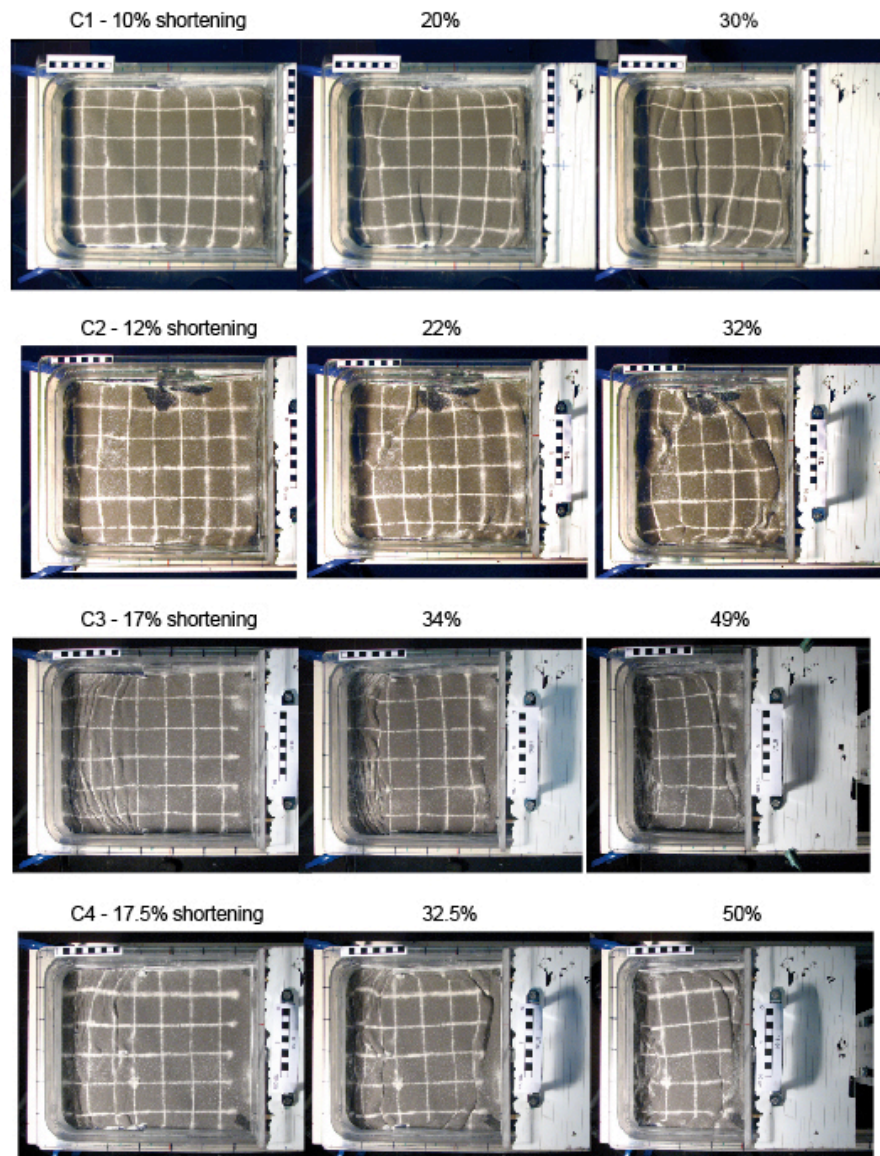 C1 - 10% shortening 20% 30%
C2 - 12% shortening 22% 32%
C3 - 17% shortening 34% 49%
C4 - 17.5% shortening 32.5% 50%